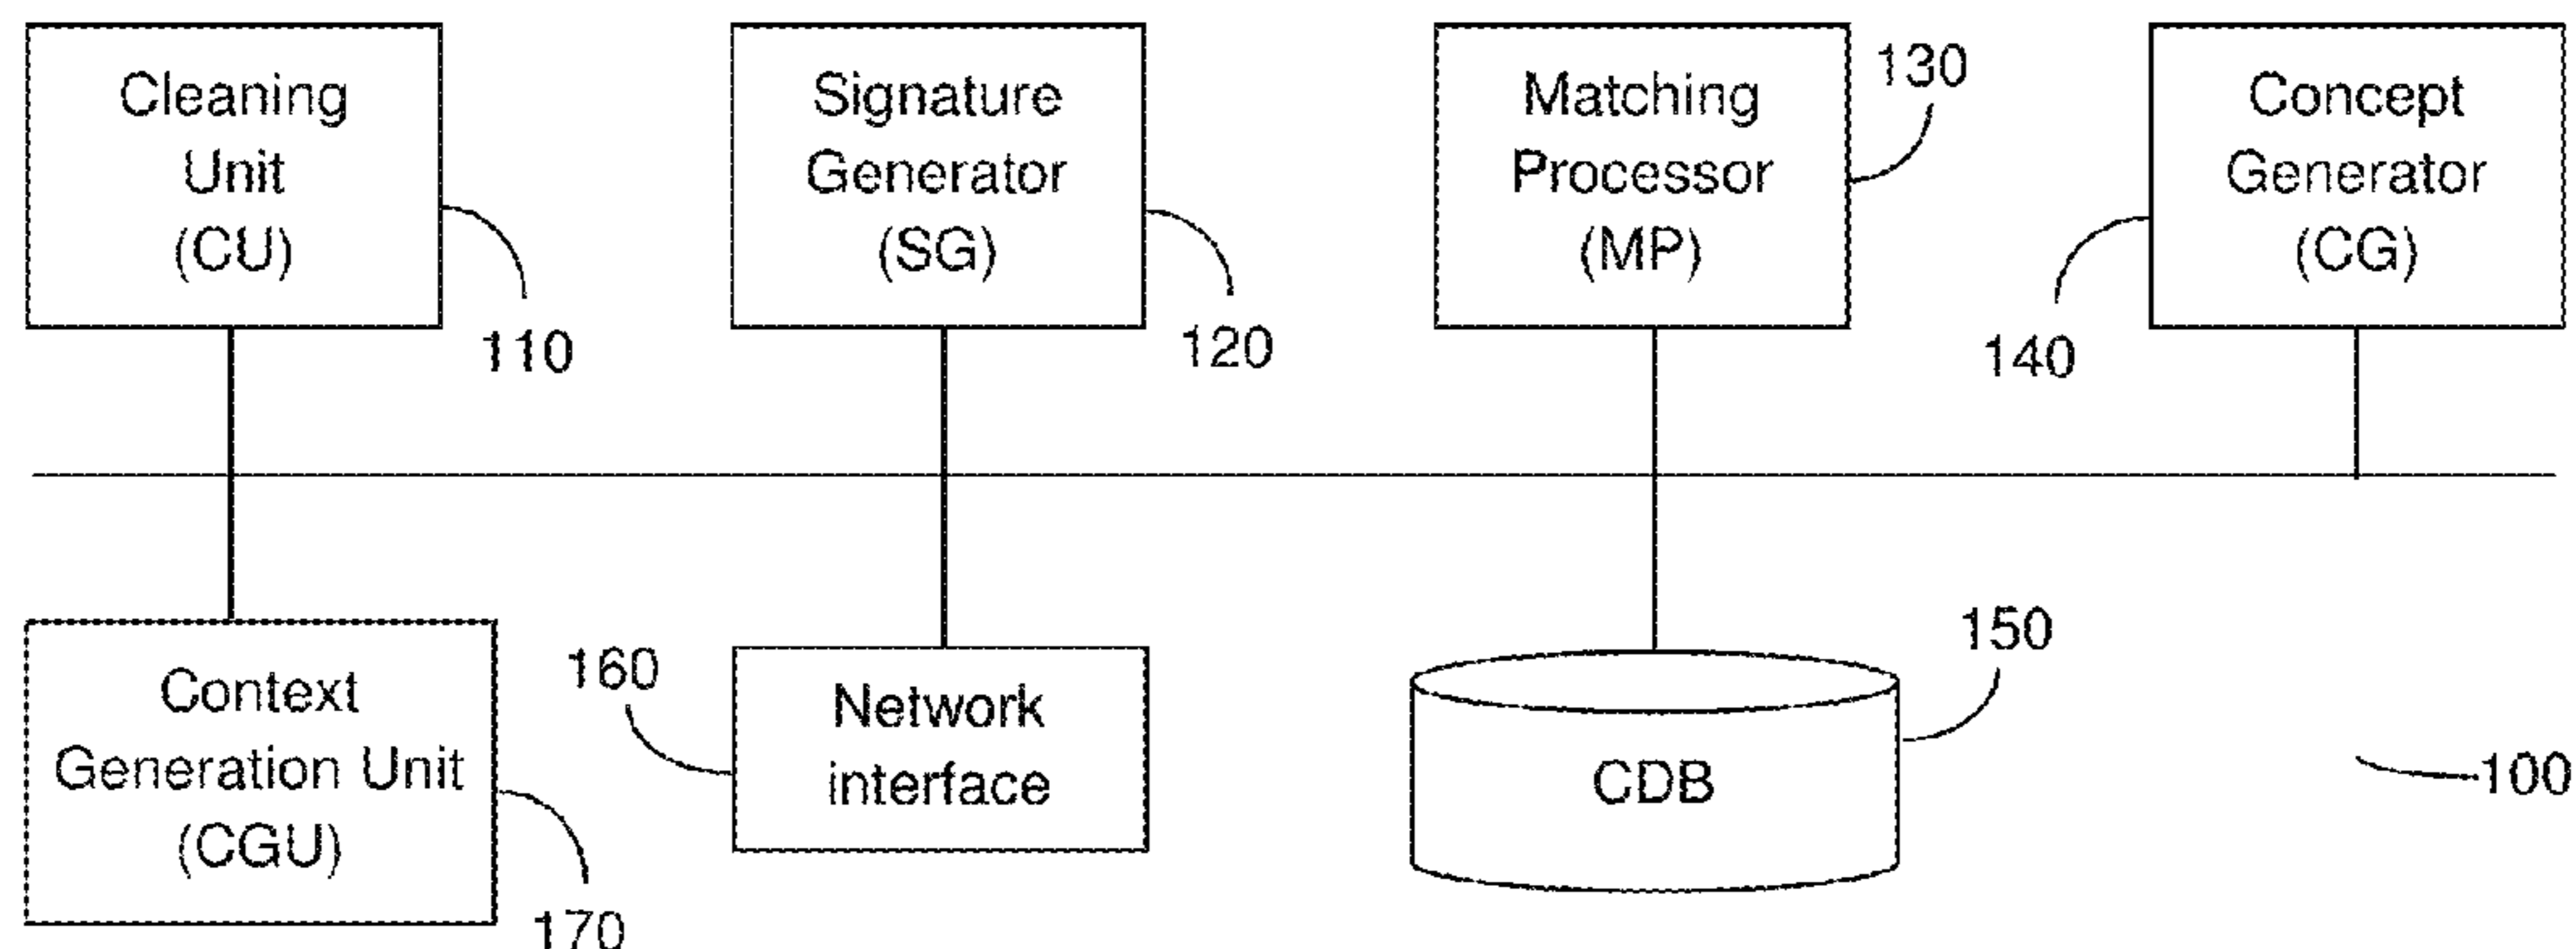 Cleaning
Unit
(CU)
110
Signature
Generator
(SG)
120
Matching
Processor
(MP)
130
Concept
Generator
(CG)
140
Context
Generation Unit
(CGU)
170
160
Network
interface
CDB
150
100